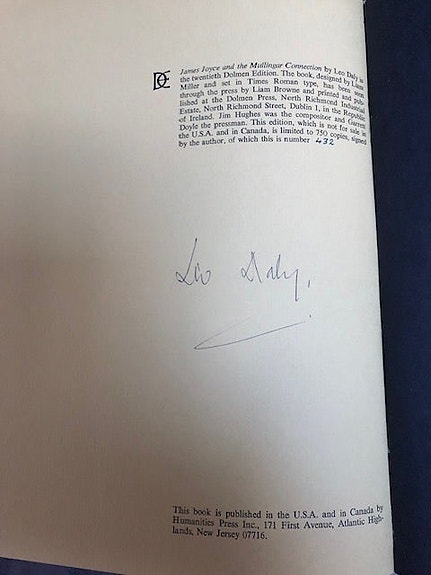 DE
James Joyce and the Mullingar Connection by Leo Daly is
the twentieth Dolmen Edition. The book, designed by Liam
Miller and set in Times Roman type, has been seen
through the press by Liam Browne and printed and pub-
lished at the Dolmen Press, North Richmond Industrial
Estate, North Richmond Street, Dublin 1, in the Republic
of Ireland. Jim Hughes was the compositor and Garrett
Doyle the pressman. This edition, which is not for sale in
the U.S.A. and in Canada, is limited to 750 copies, signed
by the author, of which this is number 432
Leo Daly.
This book is published in the U.S.A. and in Canada by
Humanities Press Inc., 171 First Avenue, Atlantic High-
lands, New Jersey 07716.